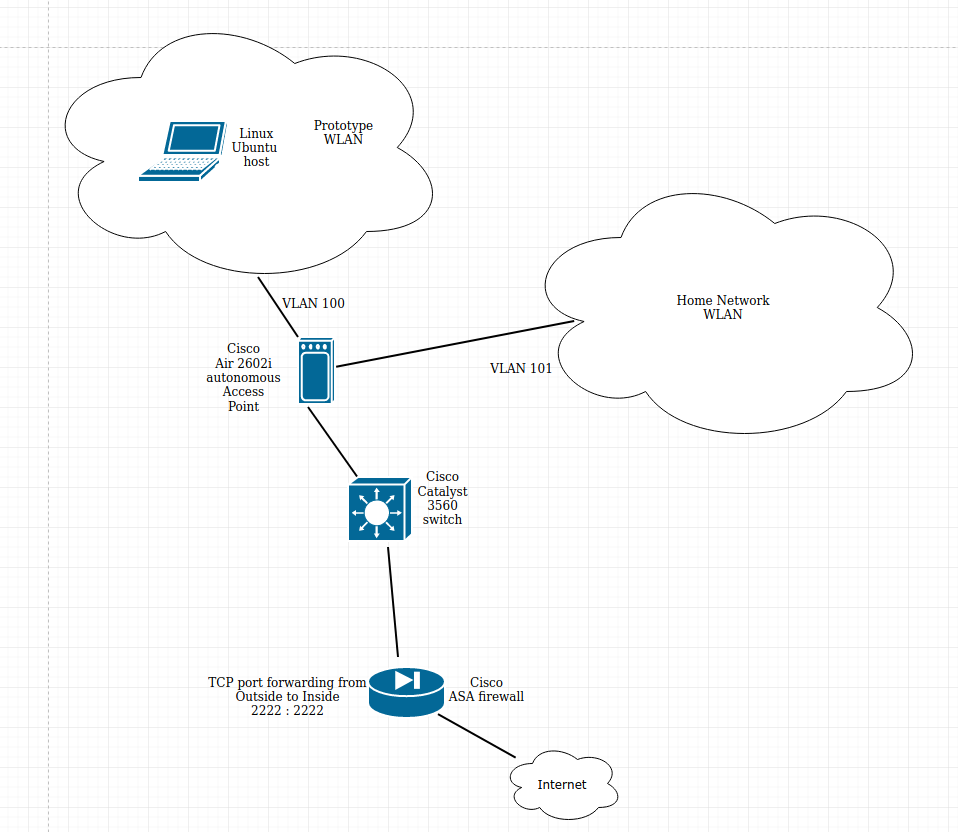 Linux
Ubuntu
host
Prototype
WLAN
VLAN 100
Home Network
WLAN
VLAN 101
Cisco
Air 2602i
autonomous
Access
Point
Cisco
Catalyst
3560
switch
TCP port forwarding from
Outside to Inside
2222 : 2222
Cisco
ASA firewall
Internet